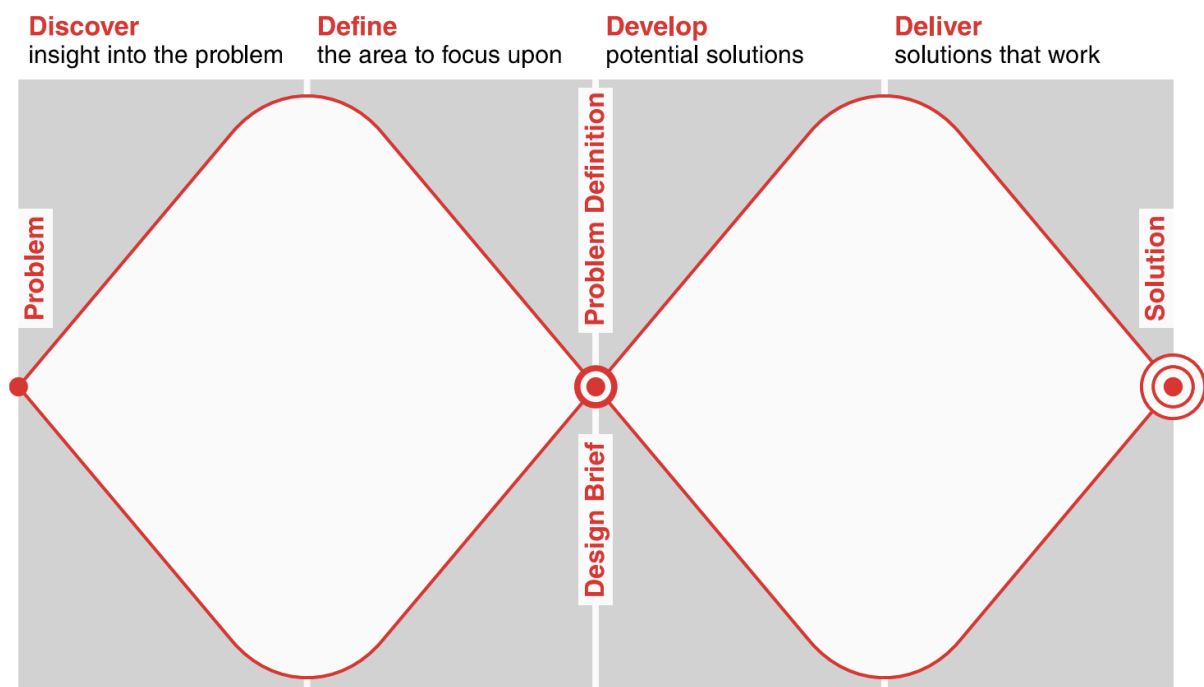 Discover
insight into the problem
Define
the area to focus upon
Develop
potential solutions
Deliver
solutions that work
Problem
Problem Definition
Design Brief
Solution